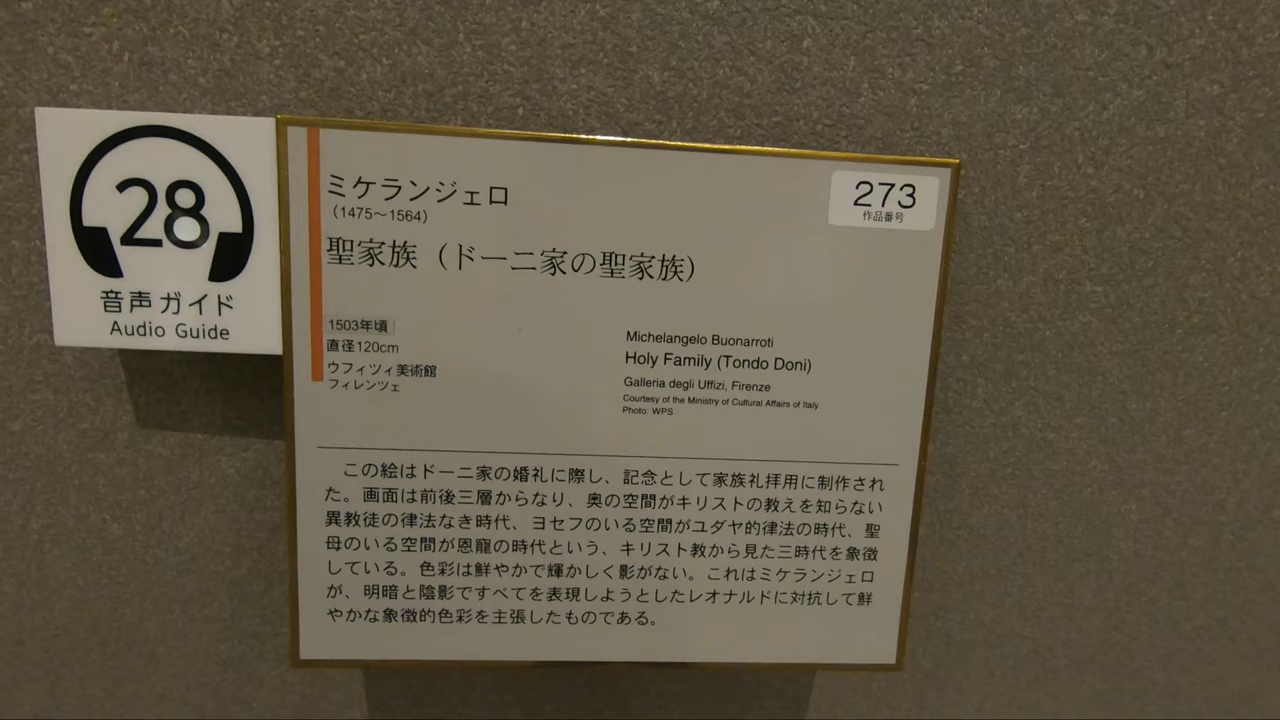 28
音声ガイド
Audio Guide
273
作品番号
ミケランジェロ
(1475～1564)
聖家族（ドーニ家の聖家族）
1503年頃
直径120cm
ウフィツィ美術館
フィレンツェ
Michelangelo Buonarroti
Holy Family (Tondo Doni)
Galleria degli Uffizi, Firenze
Courtesy of the Ministry of Cultural Affairs of Italy
Photo: WPS
この絵はドーニ家の婚礼に際し、記念として家族礼拝用に制作され
た。画面は前後三層からなり、奥の空間がキリストの教えを知らない
異教徒の律法なき時代、ヨセフのいる空間がユダヤ的律法の時代、聖
母のいる空間が恩寵の時代という、キリスト教から見た三時代を象徴
している。色彩は鮮やかで輝かしく影がない。これはミケランジェロ
が、明暗と陰影ですべてを表現しようとしたレオナルドに対抗して鮮
やかな象徴的色彩を主張したものである。